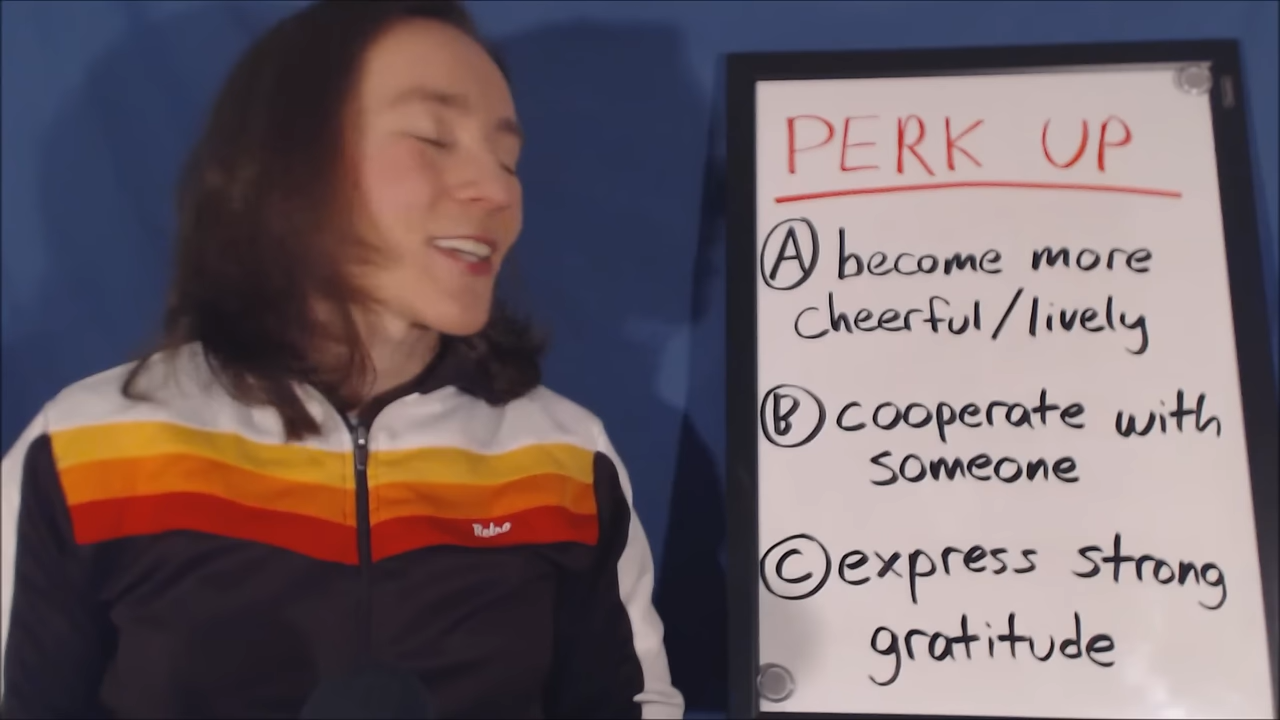 PERK UP
A become more
cheerful/lively
B cooperate with
someone
C express strong
gratitude
Retro